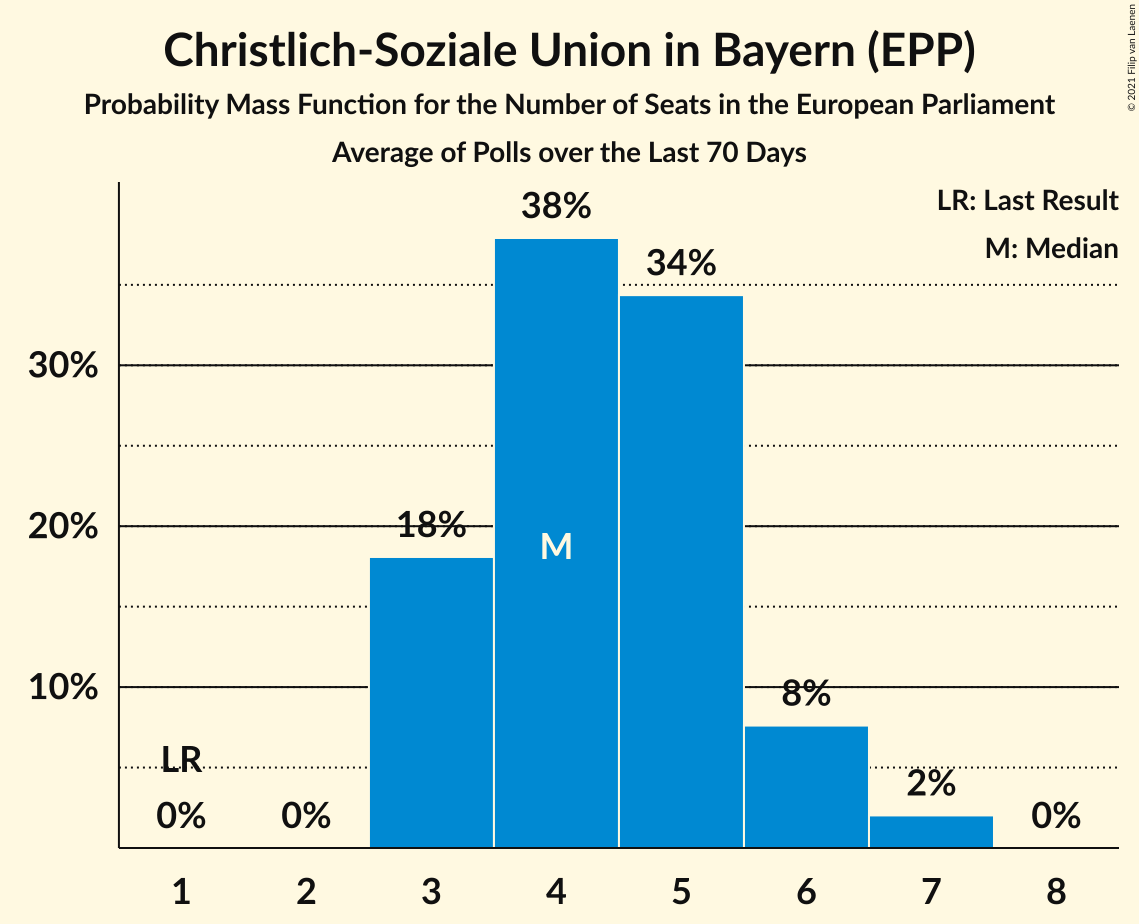 Christlich-Soziale Union in Bayern (EPP)
Probability Mass Function for the Number of Seats in the European Parliament
Average of Polls over the Last 70 Days
© 2021 Filip van Laenen
LR: Last Result
M: Median
38%
34%
30%
20%
18%
M
10%
8%
LR
2%
0%
0%
0%
1 2 3 4 5 6 7 8